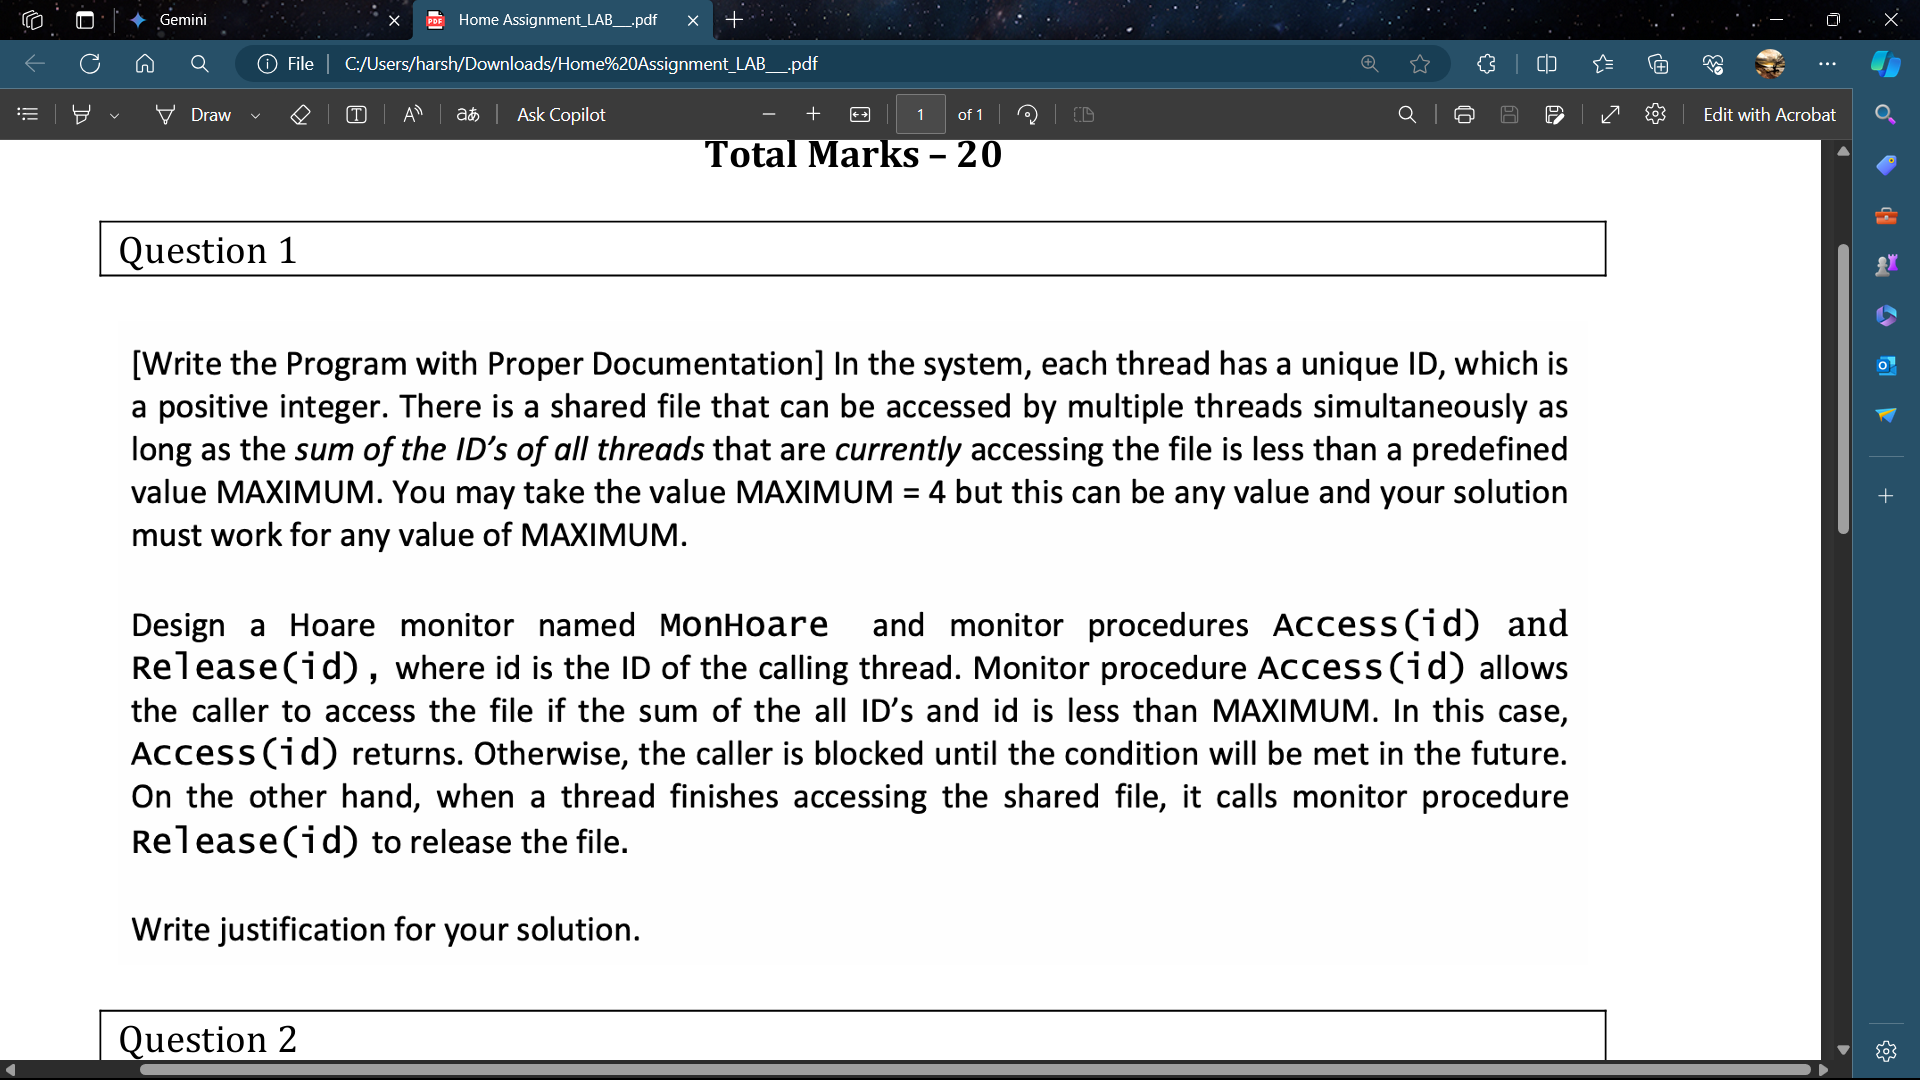 Gemini
Home Assignment_LAB__.pdf
File
C:/Users/harsh/Downloads/Home%20Assignment_LAB__.pdf
Draw
aあ
Ask Copilot
1
of 1
Edit with Acrobat
Total Marks – 20
Question 1
[Write the Program with Proper Documentation] In the system, each thread has a unique ID, which is
a positive integer. There is a shared file that can be accessed by multiple threads simultaneously as
long as the sum of the ID’s of all threads that are currently accessing the file is less than a predefined
value MAXIMUM. You may take the value MAXIMUM = 4 but this can be any value and your solution
must work for any value of MAXIMUM.
Design a Hoare monitor named MonHoare and monitor procedures Access(id) and
Release(id), where id is the ID of the calling thread. Monitor procedure Access(id) allows
the caller to access the file if the sum of the all ID’s and id is less than MAXIMUM. In this case,
Access(id) returns. Otherwise, the caller is blocked until the condition will be met in the future.
On the other hand, when a thread finishes accessing the shared file, it calls monitor procedure
Release(id) to release the file.
Write justification for your solution.
Question 2